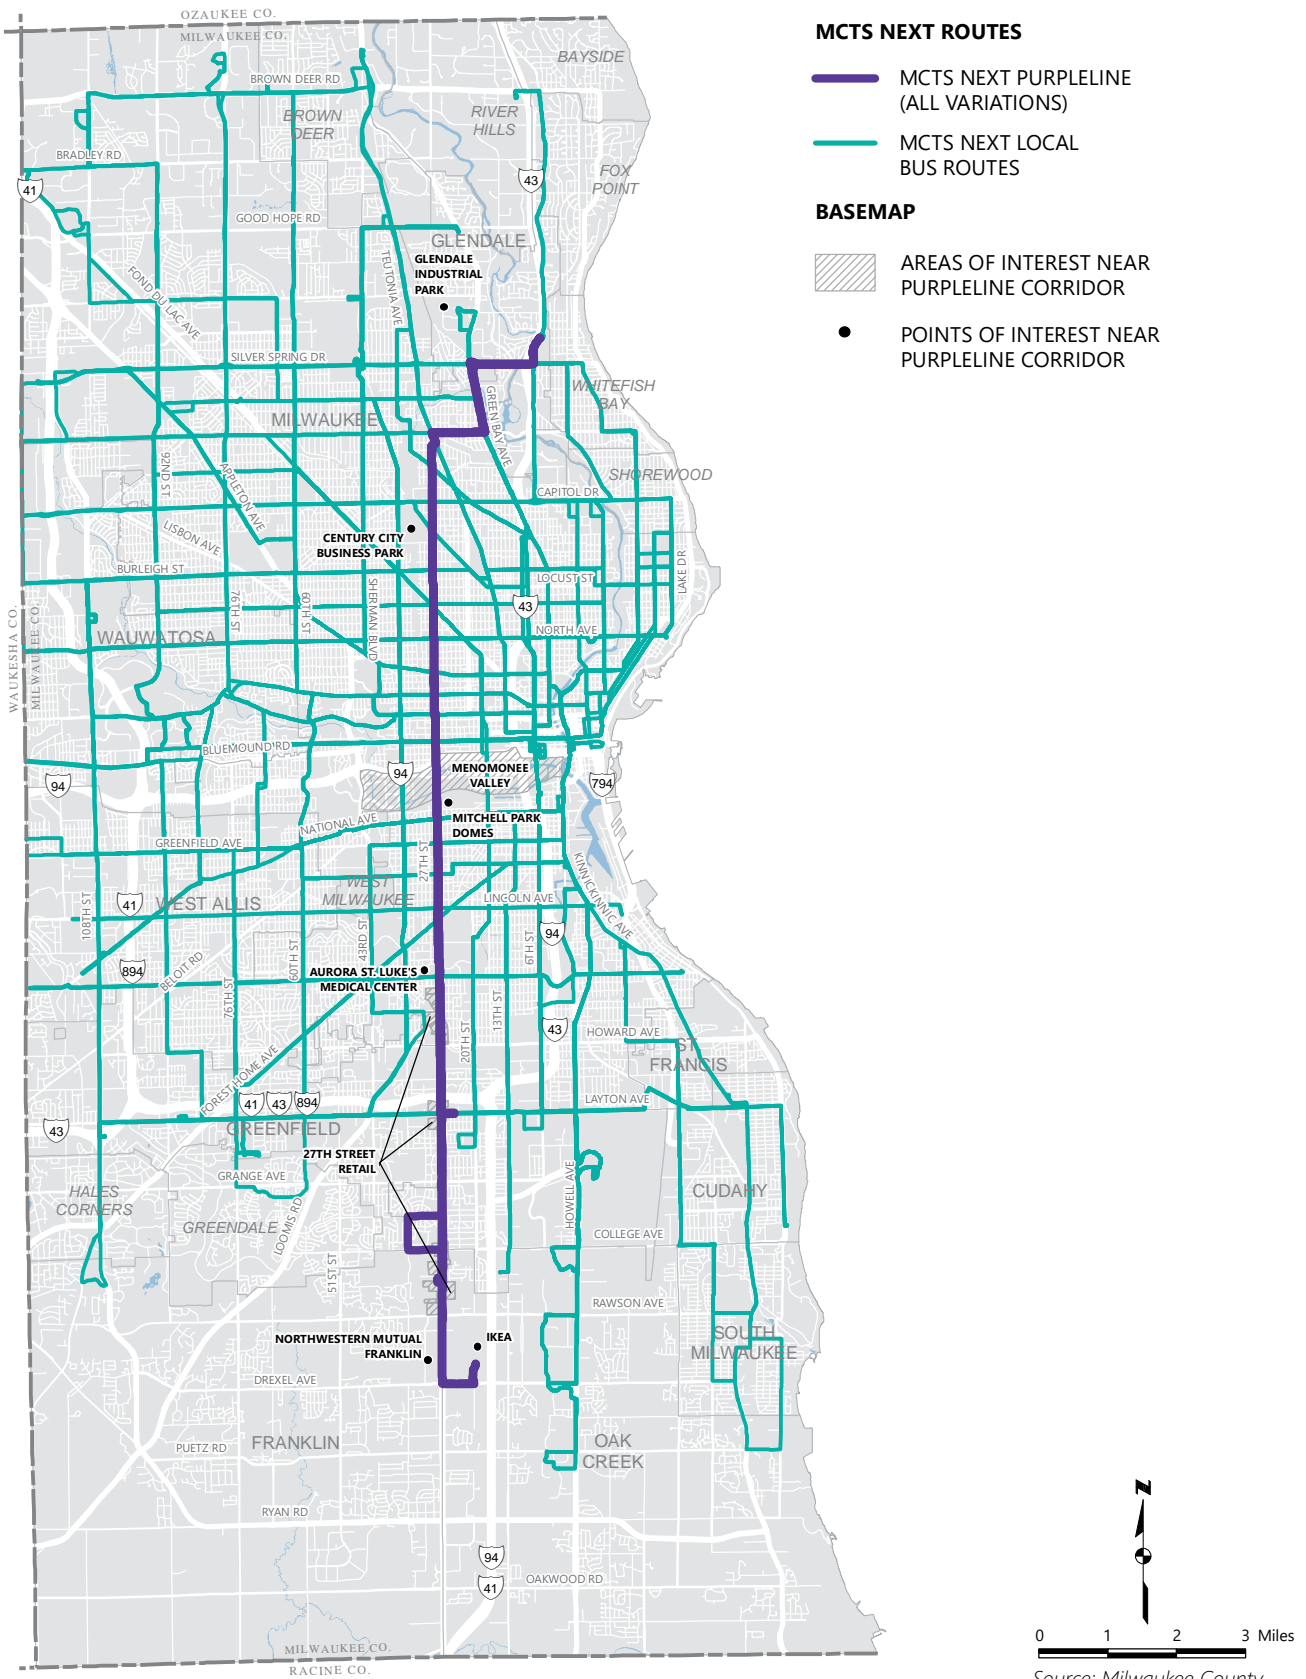 OZAUKEE CO.
MILWAUKEE CO.
MCTS NEXT ROUTES
MCTS NEXT PURPLELINE
(ALL VARIATIONS)
MCTS NEXT LOCAL
BUS ROUTES
BASEMAP
AREAS OF INTEREST NEAR
PURPLELINE CORRIDOR
POINTS OF INTEREST NEAR
PURPLELINE CORRIDOR
BAYSIDE
BROWN DEER RD
BROWN
DEER
RIVER
HILLS
BRADLEY RD
FOX
POINT
41
43
GOOD HOPE RD
GLENDALE
TEUTONIA AVE
GLENDALE
INDUSTRIAL
PARK
FOND DU LAC AVE
SILVER SPRING DR
WHITEFISH
BAY
GREEN BAY AVE
MILWAUKEE
SHOREWOOD
92ND ST
APPLETON AVE
CAPITOL DR
LISBON AVE
CENTURY CITY
BUSINESS PARK
BURLEIGH ST
LOCUST ST
LAKE DR
76TH ST
60TH ST
SHERMAN BLVD
43
NORTH AVE
WAUWATOSA
WAUKESHA CO.
MILWAUKEE CO.
BLUEMOUND RD
94
94
MENOMONEE
VALLEY
794
MITCHELL PARK
DOMES
NATIONAL AVE
GREENFIELD AVE
27TH ST
KINNICKINNIC AVE
WEST
MILWAUKEE
41
WEST ALLIS
LINCOLN AVE
108TH ST
43RD ST
60TH ST
6TH ST
94
894
BELOIT RD
AURORA ST. LUKE'S
MEDICAL CENTER
76TH ST
13TH ST
20TH ST
43
HOWARD AVE
ST.
FRANCIS
FOREST HOME AVE
41
43
894
LAYTON AVE
43
GREENFIELD
27TH STREET
RETAIL
GRANGE AVE
HALES
CORNERS
GREENDALE
LOOMIS RD
HOWELL AVE
CUDAHY
COLLEGE AVE
51ST ST
RAWSON AVE
NORTHWESTERN MUTUAL
FRANKLIN
IKEA
SOUTH
MILWAUKEE
DREXEL AVE
PUETZ RD
FRANKLIN
OAK
CREEK
RYAN RD
94
41
OAKWOOD RD
MILWAUKEE CO.
RACINE CO.
N
0 1 2 3 Miles
Source: Milwaukee County